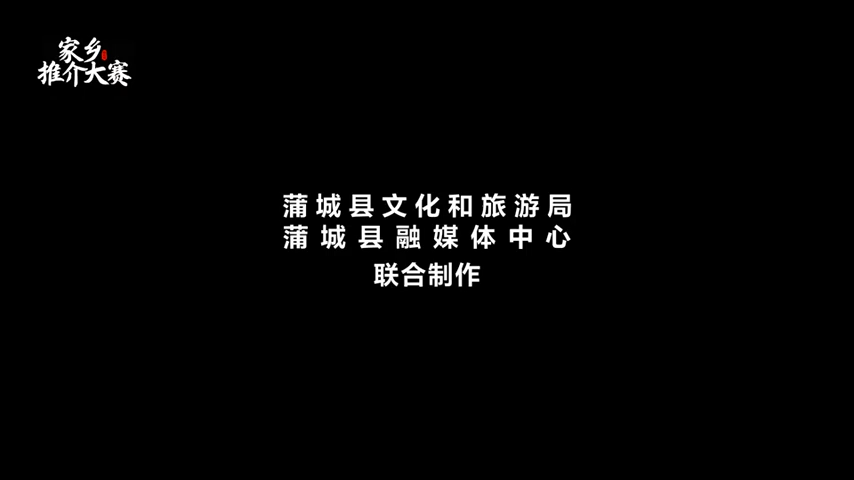 家乡
推介大赛
蒲城县文化和旅游局
蒲城县融媒体中心
联合制作